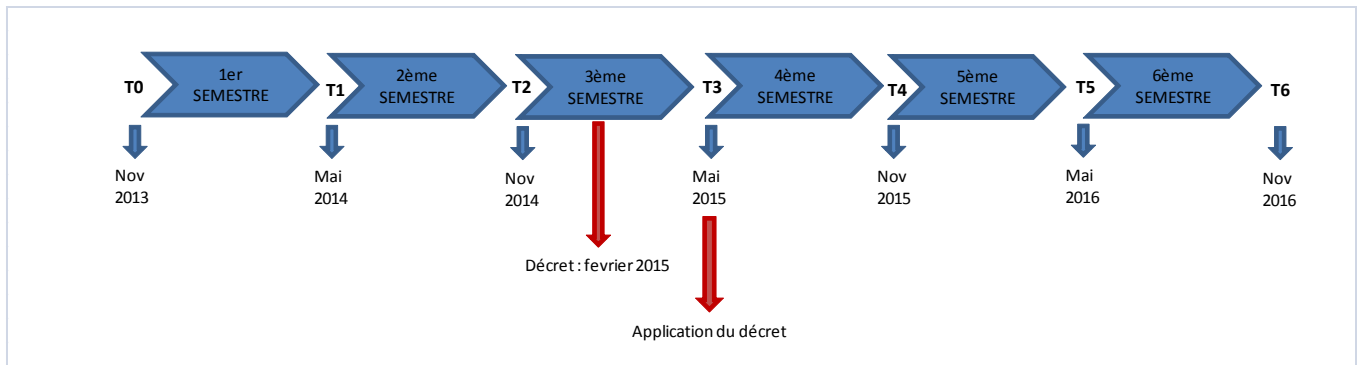 T0
1er
SEMESTRE
T1
2ème
SEMESTRE
T2
3ème
SEMESTRE
T3
4ème
SEMESTRE
T4
5ème
SEMESTRE
T5
6ème
SEMESTRE
T6
Nov
2013
Mai
2014
Nov
2014
Mai
2015
Nov
2015
Mai
2016
Nov
2016
Décret : fevrier 2015
Application du décret